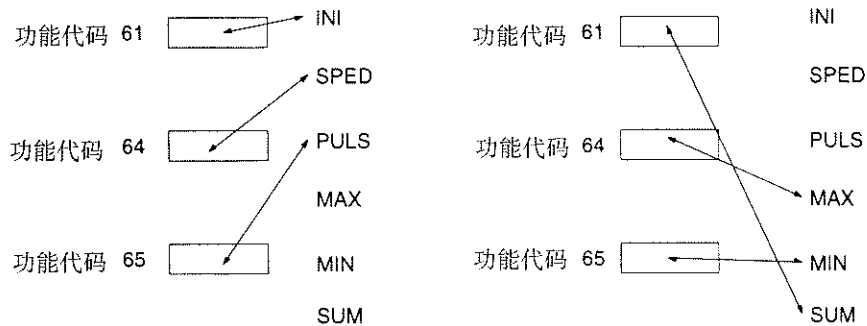 功能代码 61
INI
SPED
功能代码 64
PULS
MAX
功能代码 65
MIN
SUM
功能代码 61
INI
SPED
功能代码 64
PULS
MAX
功能代码 65
MIN
SUM